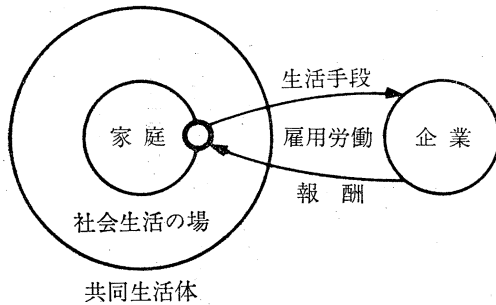 生活手段
家庭
雇用労働
企業
報酬
社会生活の場
共同生活体